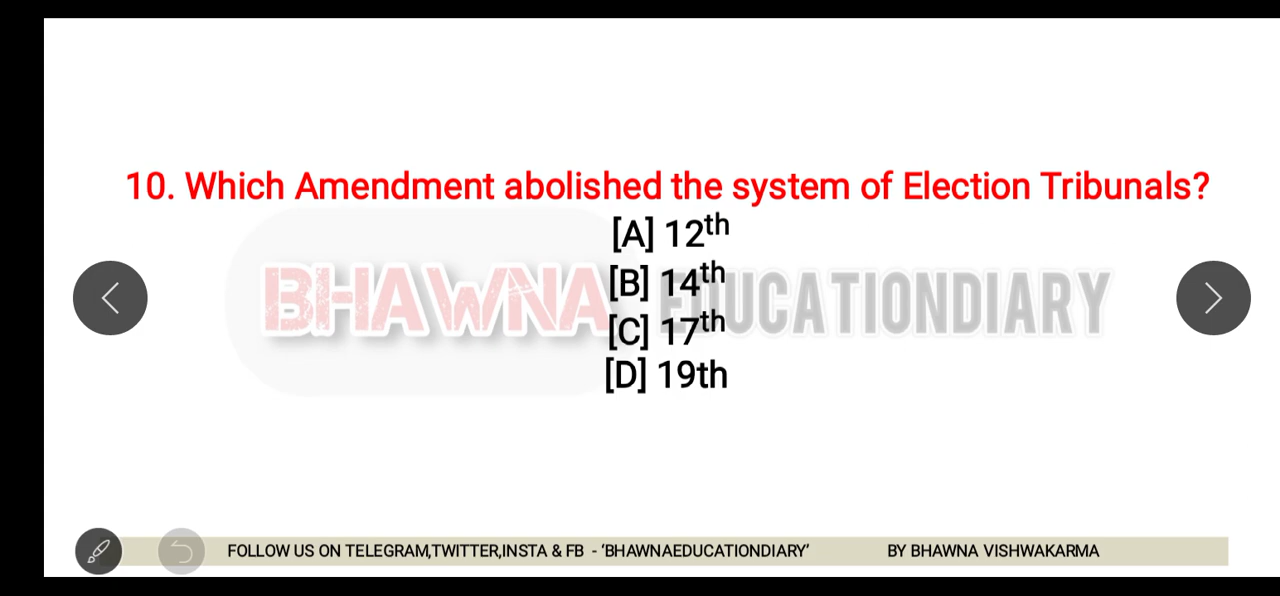 10. Which Amendment abolished the system of Election Tribunals?
[A] 12th
[B] 14th
[C] 17th
[D] 19th
BHAWNA EDUCATIONDIARY
FOLLOW US ON TELEGRAM,TWITTER,INSTA & FB - ‘BHAWNAEDUCATIONDIARY’ BY BHAWNA VISHWAKARMA